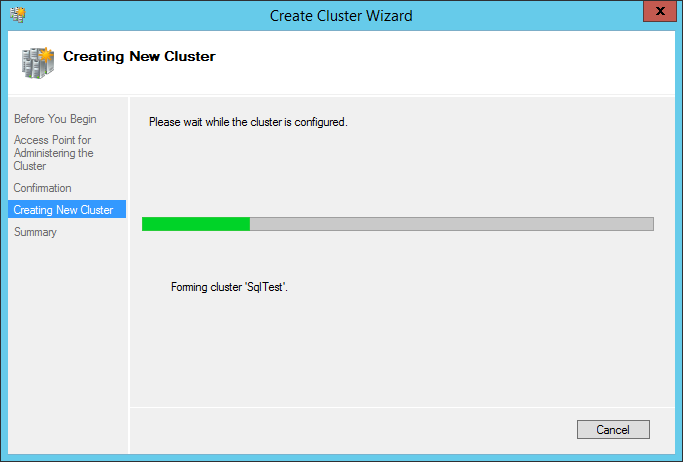 Create Cluster Wizard
x
Creating New Cluster
Before You Begin
Access Point for
Administering the
Cluster
Confirmation
Creating New Cluster
Summary
Please wait while the cluster is configured.
Forming cluster 'SqlTest'.
Cancel